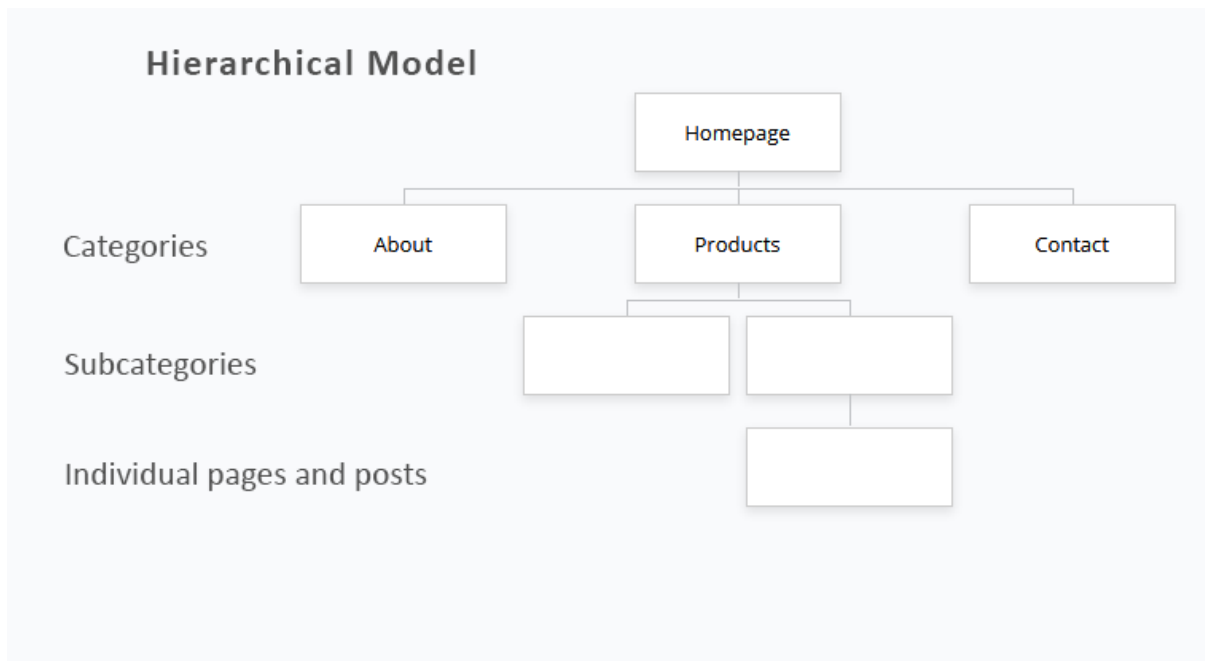 Hierarchical Model
Homepage
Categories
About
Products
Contact
Subcategories
Individual pages and posts